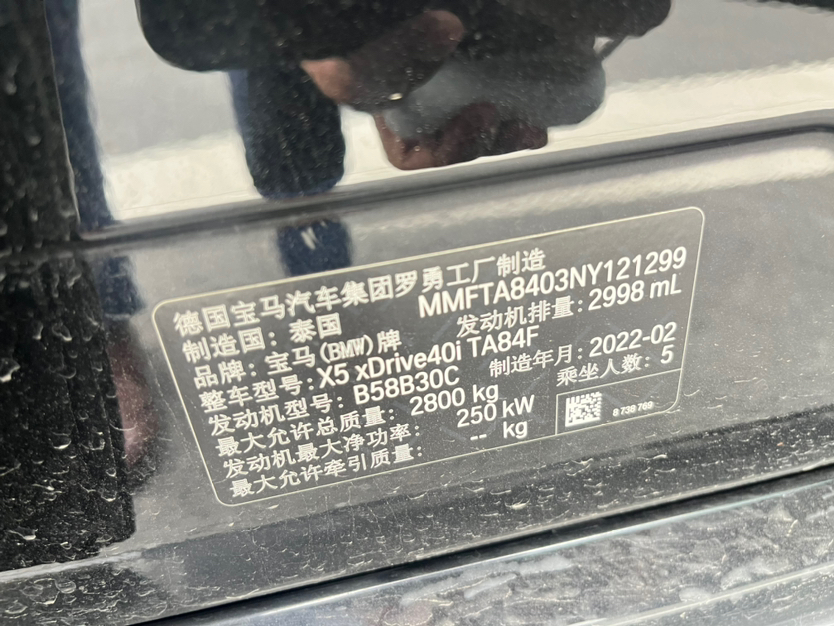 德国宝马汽车集团罗勇工厂制造
制造国：泰国 MMFTA8403NY121299
品牌：宝马(BMW)牌 发动机排量：2998 mL
整车型号：X5 xDrive40i TA84F
发动机型号：B58B30C 制造年月：2022-02
最大允许总质量：2800 kg 乘坐人数：5
发动机最大净功率：250 kW
最大允许牵引质量：-- kg
8 738 769